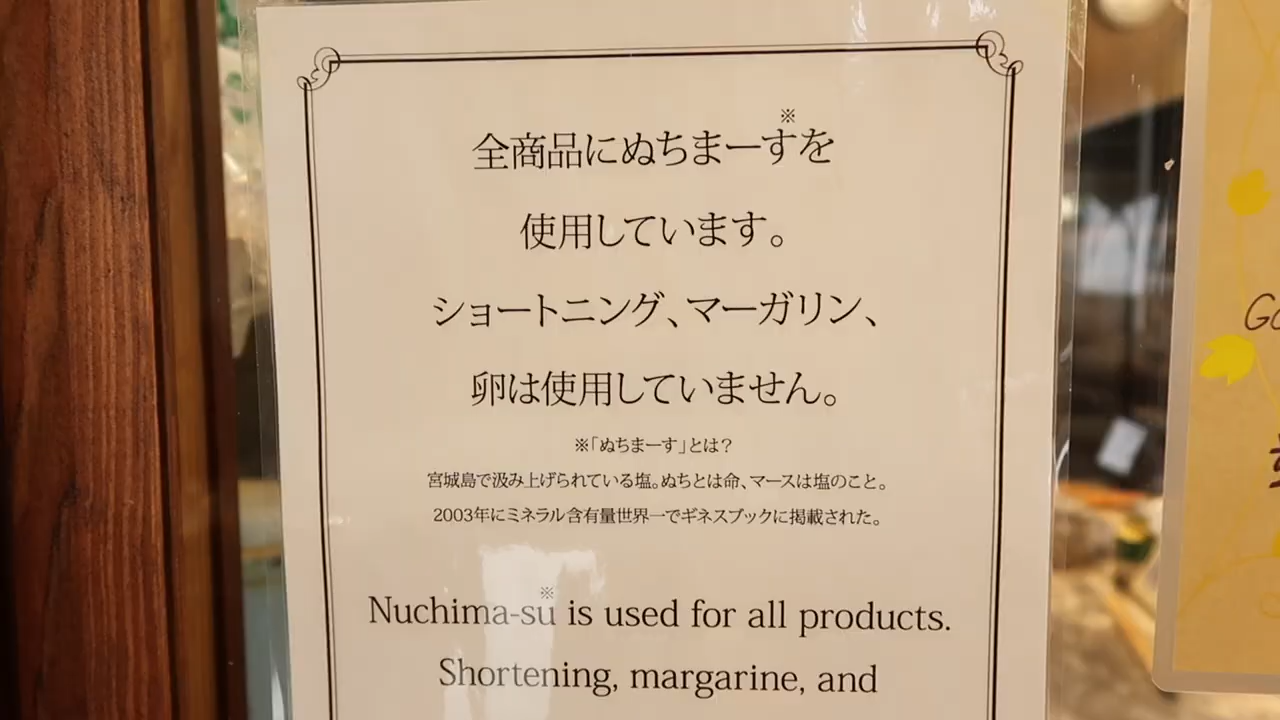 ※
全商品にぬちまーすを
使用しています。
ショートニング、マーガリン、
卵は使用していません。
※「ぬちまーす」とは？
宮城島で汲み上げられている塩。ぬちとは命、マースは塩のこと。
2003年にミネラル含有量世界一でギネスブックに掲載された。
※
Nuchima-su is used for all products.
Shortening, margarine, and